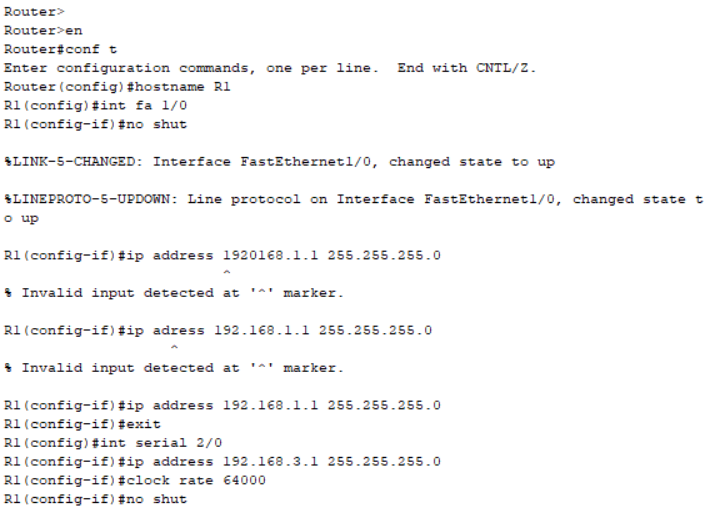 Router>
Router>en
Router#conf t
Enter configuration commands, one per line.  End with CNTL/Z.
Router(config)#hostname R1
R1(config)#int fa 1/0
R1(config-if)#no shut
%LINK-5-CHANGED: Interface FastEthernet1/0, changed state to up
%LINEPROTO-5-UPDOWN: Line protocol on Interface FastEthernet1/0, changed state t
o up
R1(config-if)#ip address 1920168.1.1 255.255.255.0
^
% Invalid input detected at '^' marker.
R1(config-if)#ip adress 192.168.1.1 255.255.255.0
^
% Invalid input detected at '^' marker.
R1(config-if)#ip address 192.168.1.1 255.255.255.0
R1(config-if)#exit
R1(config)#int serial 2/0
R1(config-if)#ip address 192.168.3.1 255.255.255.0
R1(config-if)#clock rate 64000
R1(config-if)#no shut